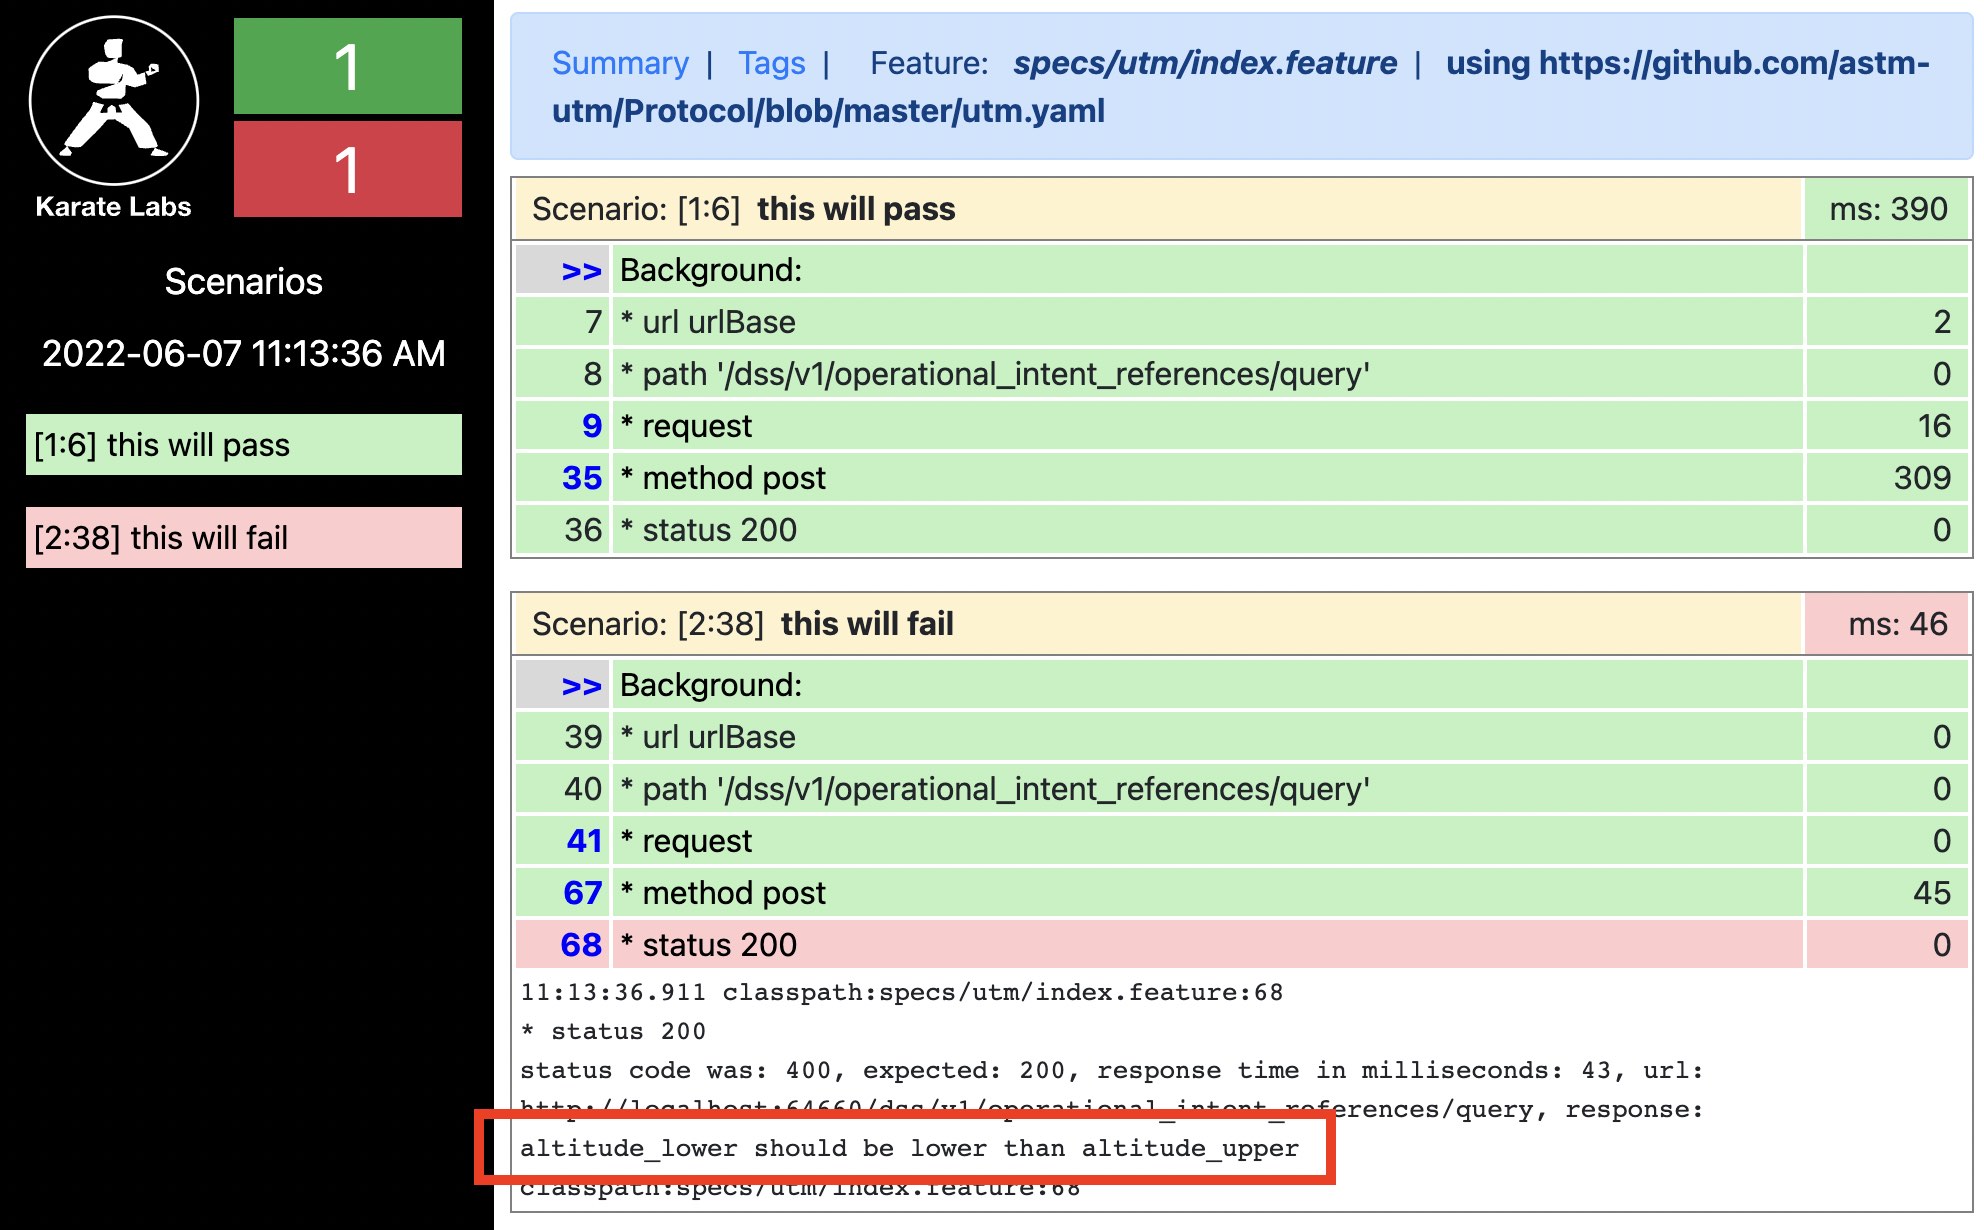 1
1
Karate Labs
Scenarios
2022-06-07 11:13:36 AM
[1:6] this will pass
[2:38] this will fail
Summary | Tags | Feature: specs/utm/index.feature | using https://github.com/astm-
utm/Protocol/blob/master/utm.yaml
Scenario: [1:6] this will pass ms: 390
>> Background:
7 * url urlBase 2
8 * path '/dss/v1/operational_intent_references/query' 0
9 * request 16
35 * method post 309
36 * status 200 0
Scenario: [2:38] this will fail ms: 46
>> Background:
39 * url urlBase 0
40 * path '/dss/v1/operational_intent_references/query' 0
41 * request 0
67 * method post 45
68 * status 200 0
11:13:36.911 classpath:specs/utm/index.feature:68
* status 200
status code was: 400, expected: 200, response time in milliseconds: 43, url:
http://localhost:64660/dss/v1/operational_intent_references/query, response:
altitude_lower should be lower than altitude_upper
classpath:specs/utm/index.feature:68